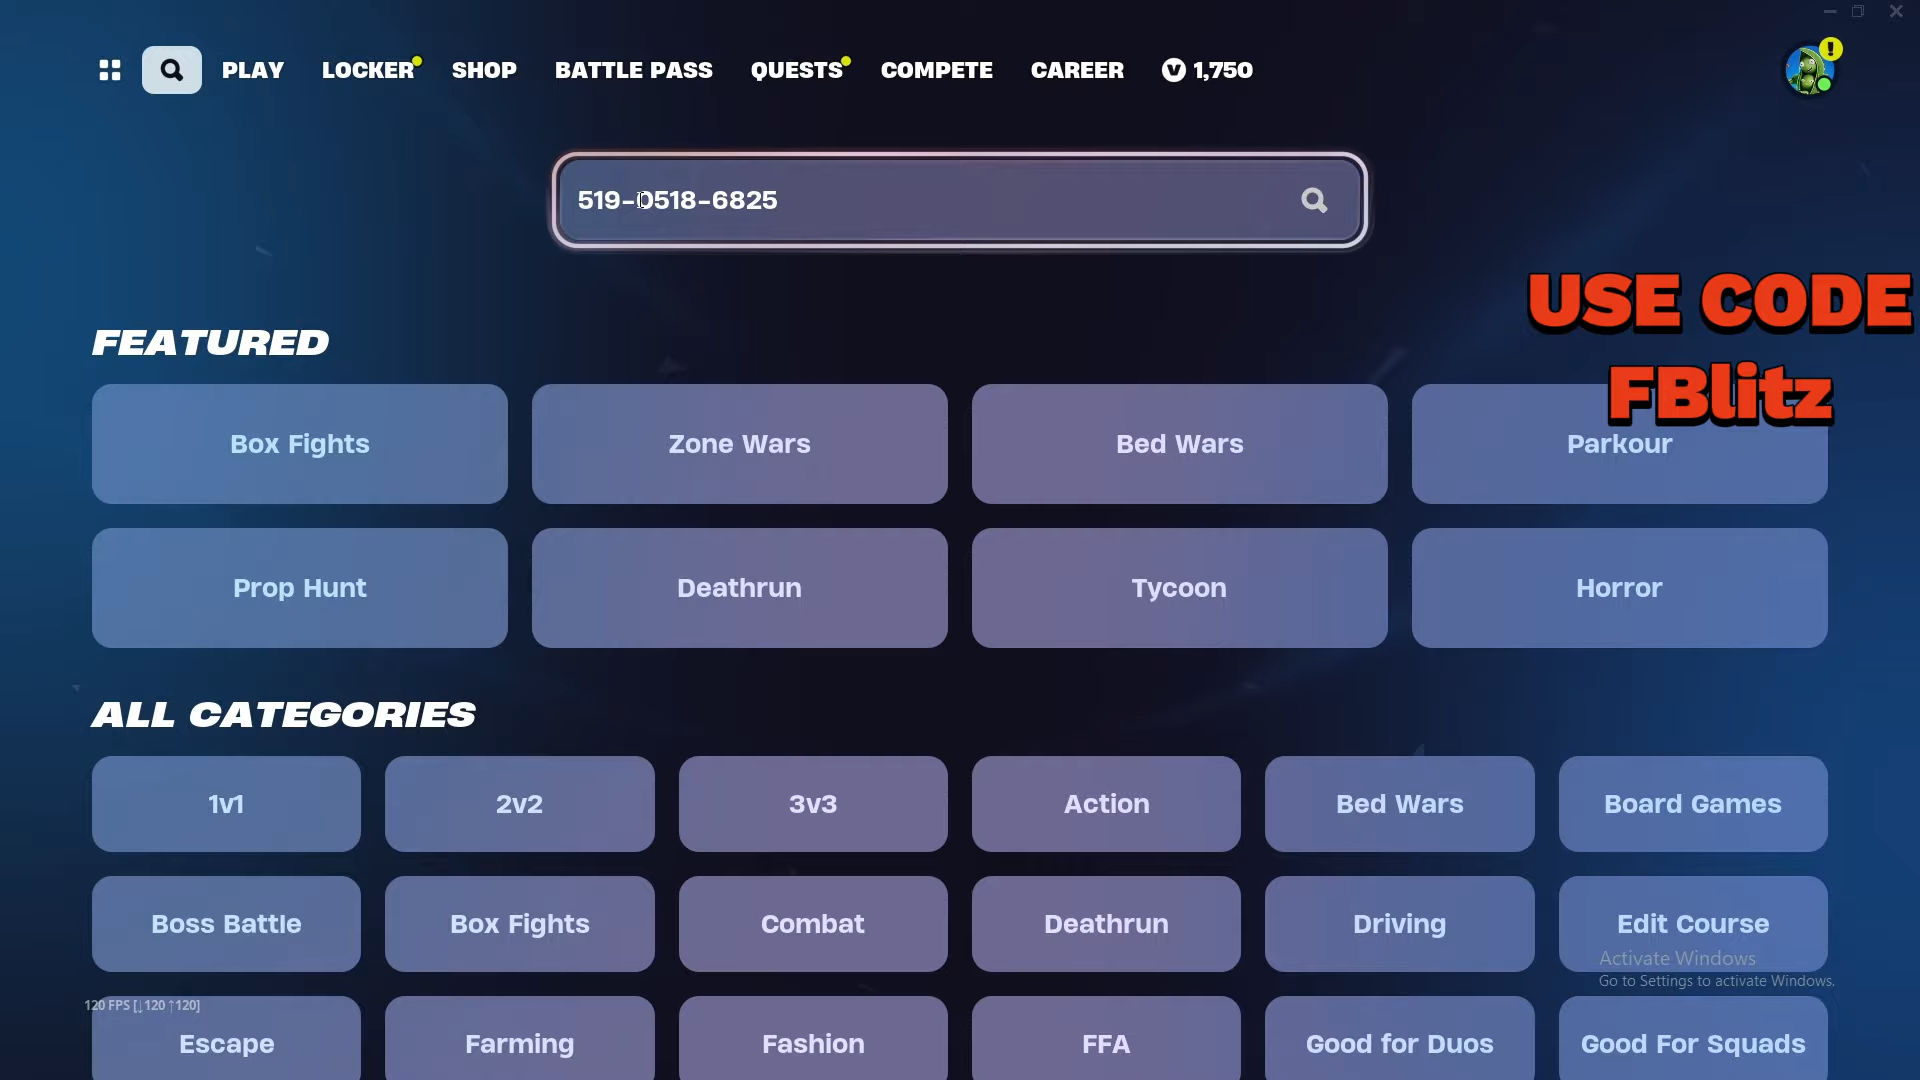 PLAY LOCKER SHOP BATTLE PASS QUESTS COMPETE CAREER V 1,750
!
519-0518-6825
USE CODE
FBlitz
FEATURED
Box Fights Zone Wars Bed Wars Parkour
Prop Hunt Deathrun Tycoon Horror
ALL CATEGORIES
1v1 2v2 3v3 Action Bed Wars Board Games
Boss Battle Box Fights Combat Deathrun Driving Edit Course
Activate Windows
Go to Settings to activate Windows.
120 FPS [↓120 ↑120]
Escape Farming Fashion FFA Good for Duos Good For Squads